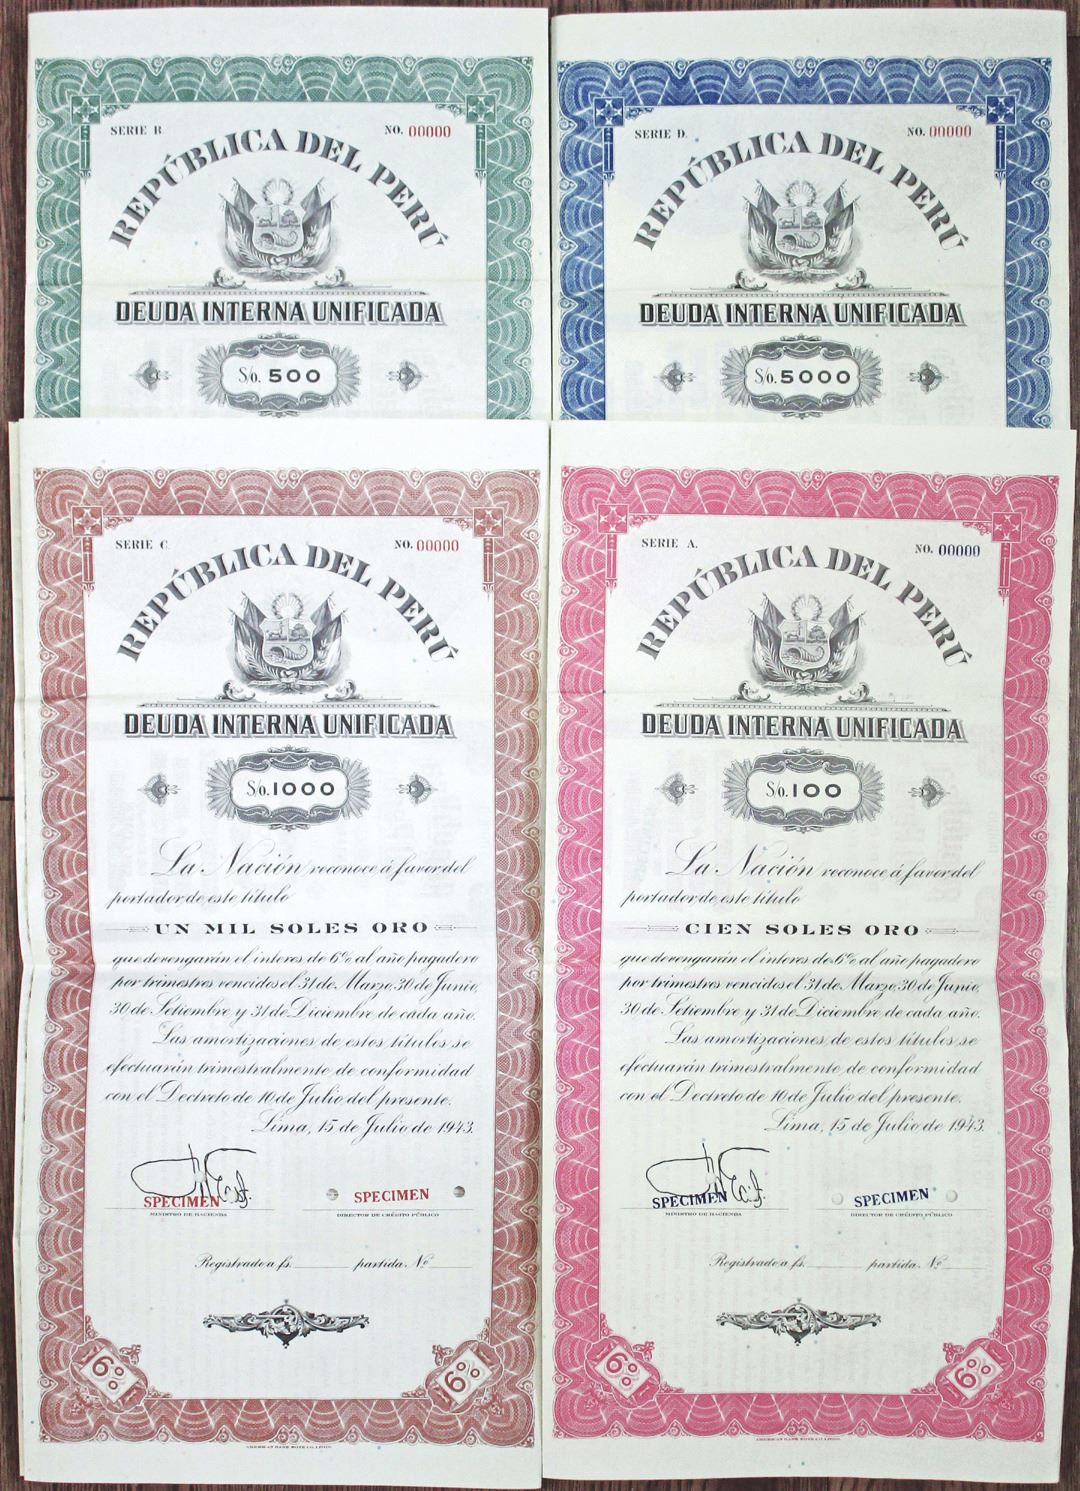 SERIE B.
NO. 00000
REPÚBLICA DEL PERÚ
DEUDA INTERNA UNIFICADA
S/o. 500
SERIE D.
NO. 00000
REPÚBLICA DEL PERÚ
DEUDA INTERNA UNIFICADA
S/o. 5000
SERIE C.
NO. 00000
REPÚBLICA DEL PERÚ
DEUDA INTERNA UNIFICADA
S/o. 1000
La Nación reconoce á favor del
portador de este título
UN MIL SOLES ORO
que devengarán el interes de 6% al año pagadero
por trimestres vencidos el 31 de Marzo, 30 de Junio,
30 de Setiembre y 31 de Diciembre de cada año.
Las amortizaciones de estos títulos se
efectuarán trimestralmente de conformidad
con el Decreto de 10 de Julio del presente.
Lima, 15 de Julio de 1943.
SPECIMEN
SPECIMEN
MINISTRO DE HACIENDA
DIRECTOR DE CRÉDITO PÚBLICO
Registrado a fs. partida Nº
6%
6%
AMERICAN BANK NOTE COMPANY.
SERIE A.
NO. 00000
REPÚBLICA DEL PERÚ
DEUDA INTERNA UNIFICADA
S/o. 100
La Nación reconoce á favor del
portador de este título
CIEN SOLES ORO
que devengarán el interes de 6% al año pagadero
por trimestres vencidos el 31 de Marzo, 30 de Junio,
30 de Setiembre y 31 de Diciembre de cada año.
Las amortizaciones de estos títulos se
efectuarán trimestralmente de conformidad
con el Decreto de 10 de Julio del presente.
Lima, 15 de Julio de 1943.
SPECIMEN
SPECIMEN
MINISTRO DE HACIENDA
DIRECTOR DE CRÉDITO PÚBLICO
Registrado a fs. partida Nº
6%
6%
AMERICAN BANK NOTE COMPANY.